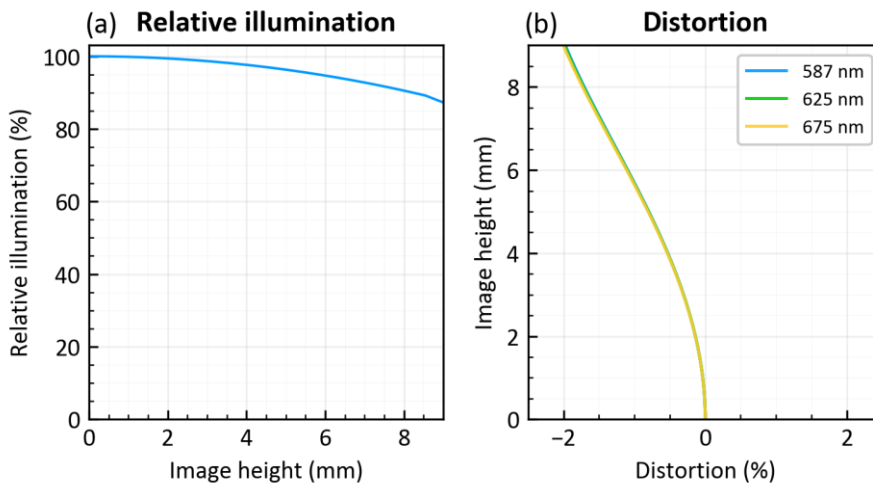 (a) Relative illumination
Relative illumination (%)
100
80
60
40
20
0
0 2 4 6 8
Image height (mm)
(b) Distortion
587 nm
625 nm
675 nm
Image height (mm)
8
6
4
2
0
−2 0 2
Distortion (%)